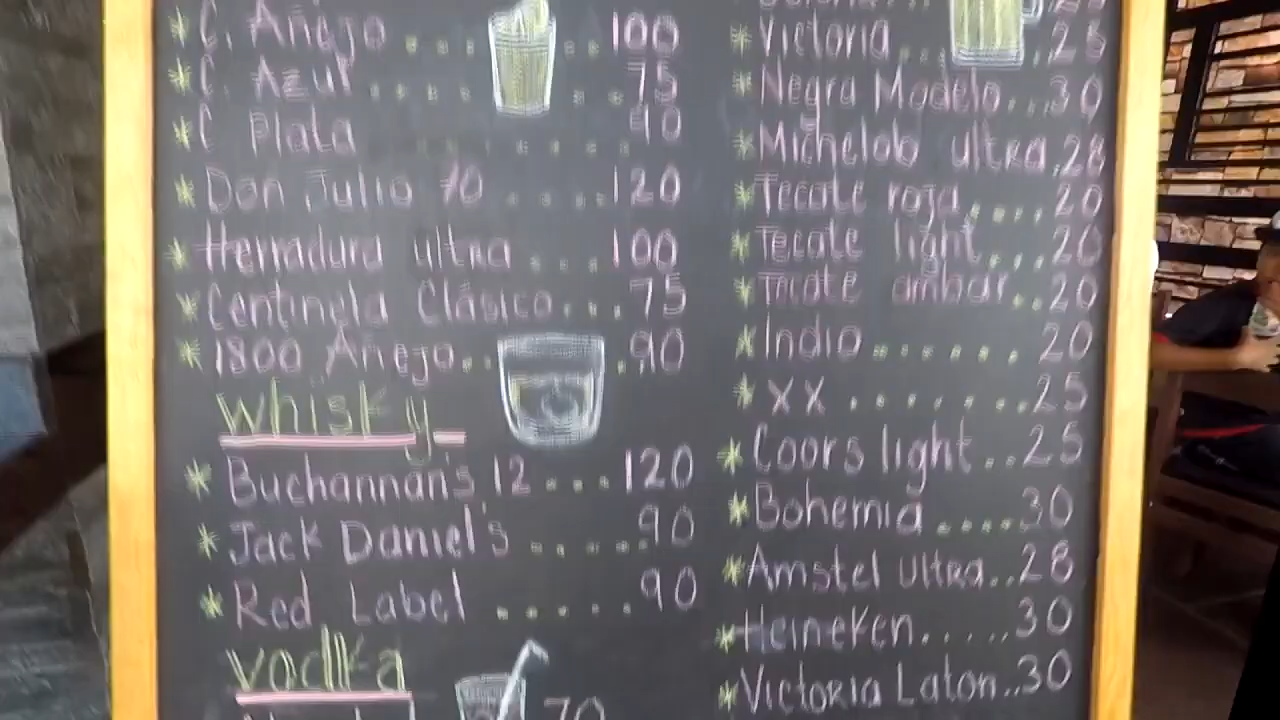 * C. Añejo ..... 100
* C. Azul ...... 75
* C Plata ..... 90
* Don Julio 70 ..... 120
* Herradura ultra ... 100
* Centinela Clásico... 75
* 1800 Añejo... 90
Whisky
* Buchannan's 12 ... 120
* Jack Daniel's ...... 90
* Red Label ...... 90
Vodka
70
* Victoria ... 25
* Negra Modelo...30
* Michelob ultra.28
* Tecate roja ....20
* Tecate light ...20
* Tecate ambar..20
* Indio ....... 20
* XX ........25
* Coors light ..25
* Bohemia ....30
* Amstel Ultra..28
* Heineken.....30
* Victoria Laton..30